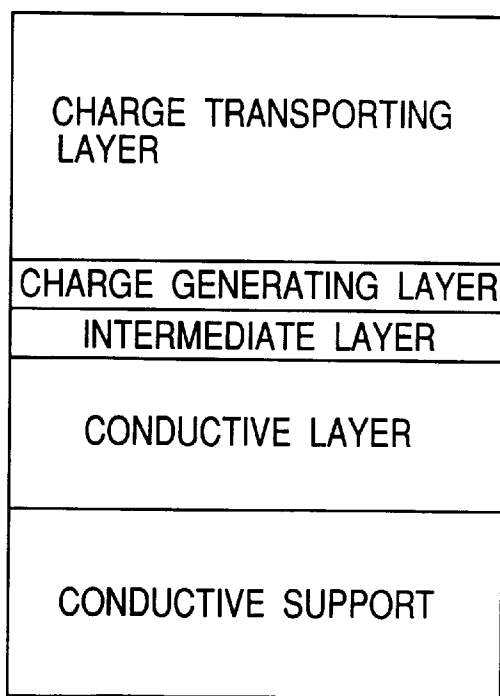 CHARGE TRANSPORTING
LAYER
CHARGE GENERATING LAYER
INTERMEDIATE LAYER
CONDUCTIVE LAYER
CONDUCTIVE SUPPORT